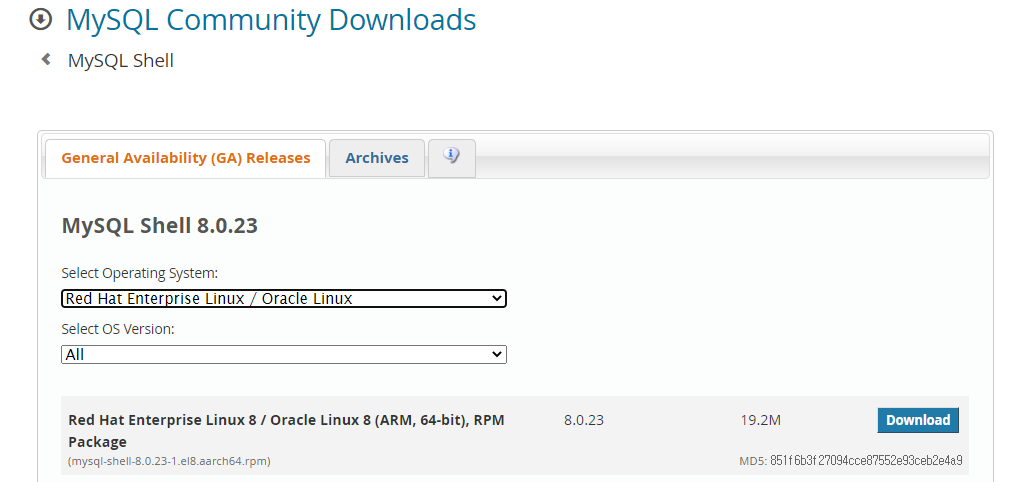 MySQL Community Downloads
MySQL Shell
General Availability (GA) Releases
Archives
MySQL Shell 8.0.23
Select Operating System:
Red Hat Enterprise Linux / Oracle Linux
Select OS Version:
All
Red Hat Enterprise Linux 8 / Oracle Linux 8 (ARM, 64-bit), RPM 8.0.23 19.2M Download
Package
(mysql-shell-8.0.23-1.el8.aarch64.rpm) MD5: 851f6b3f27094cce87552e93ceb2e4a9